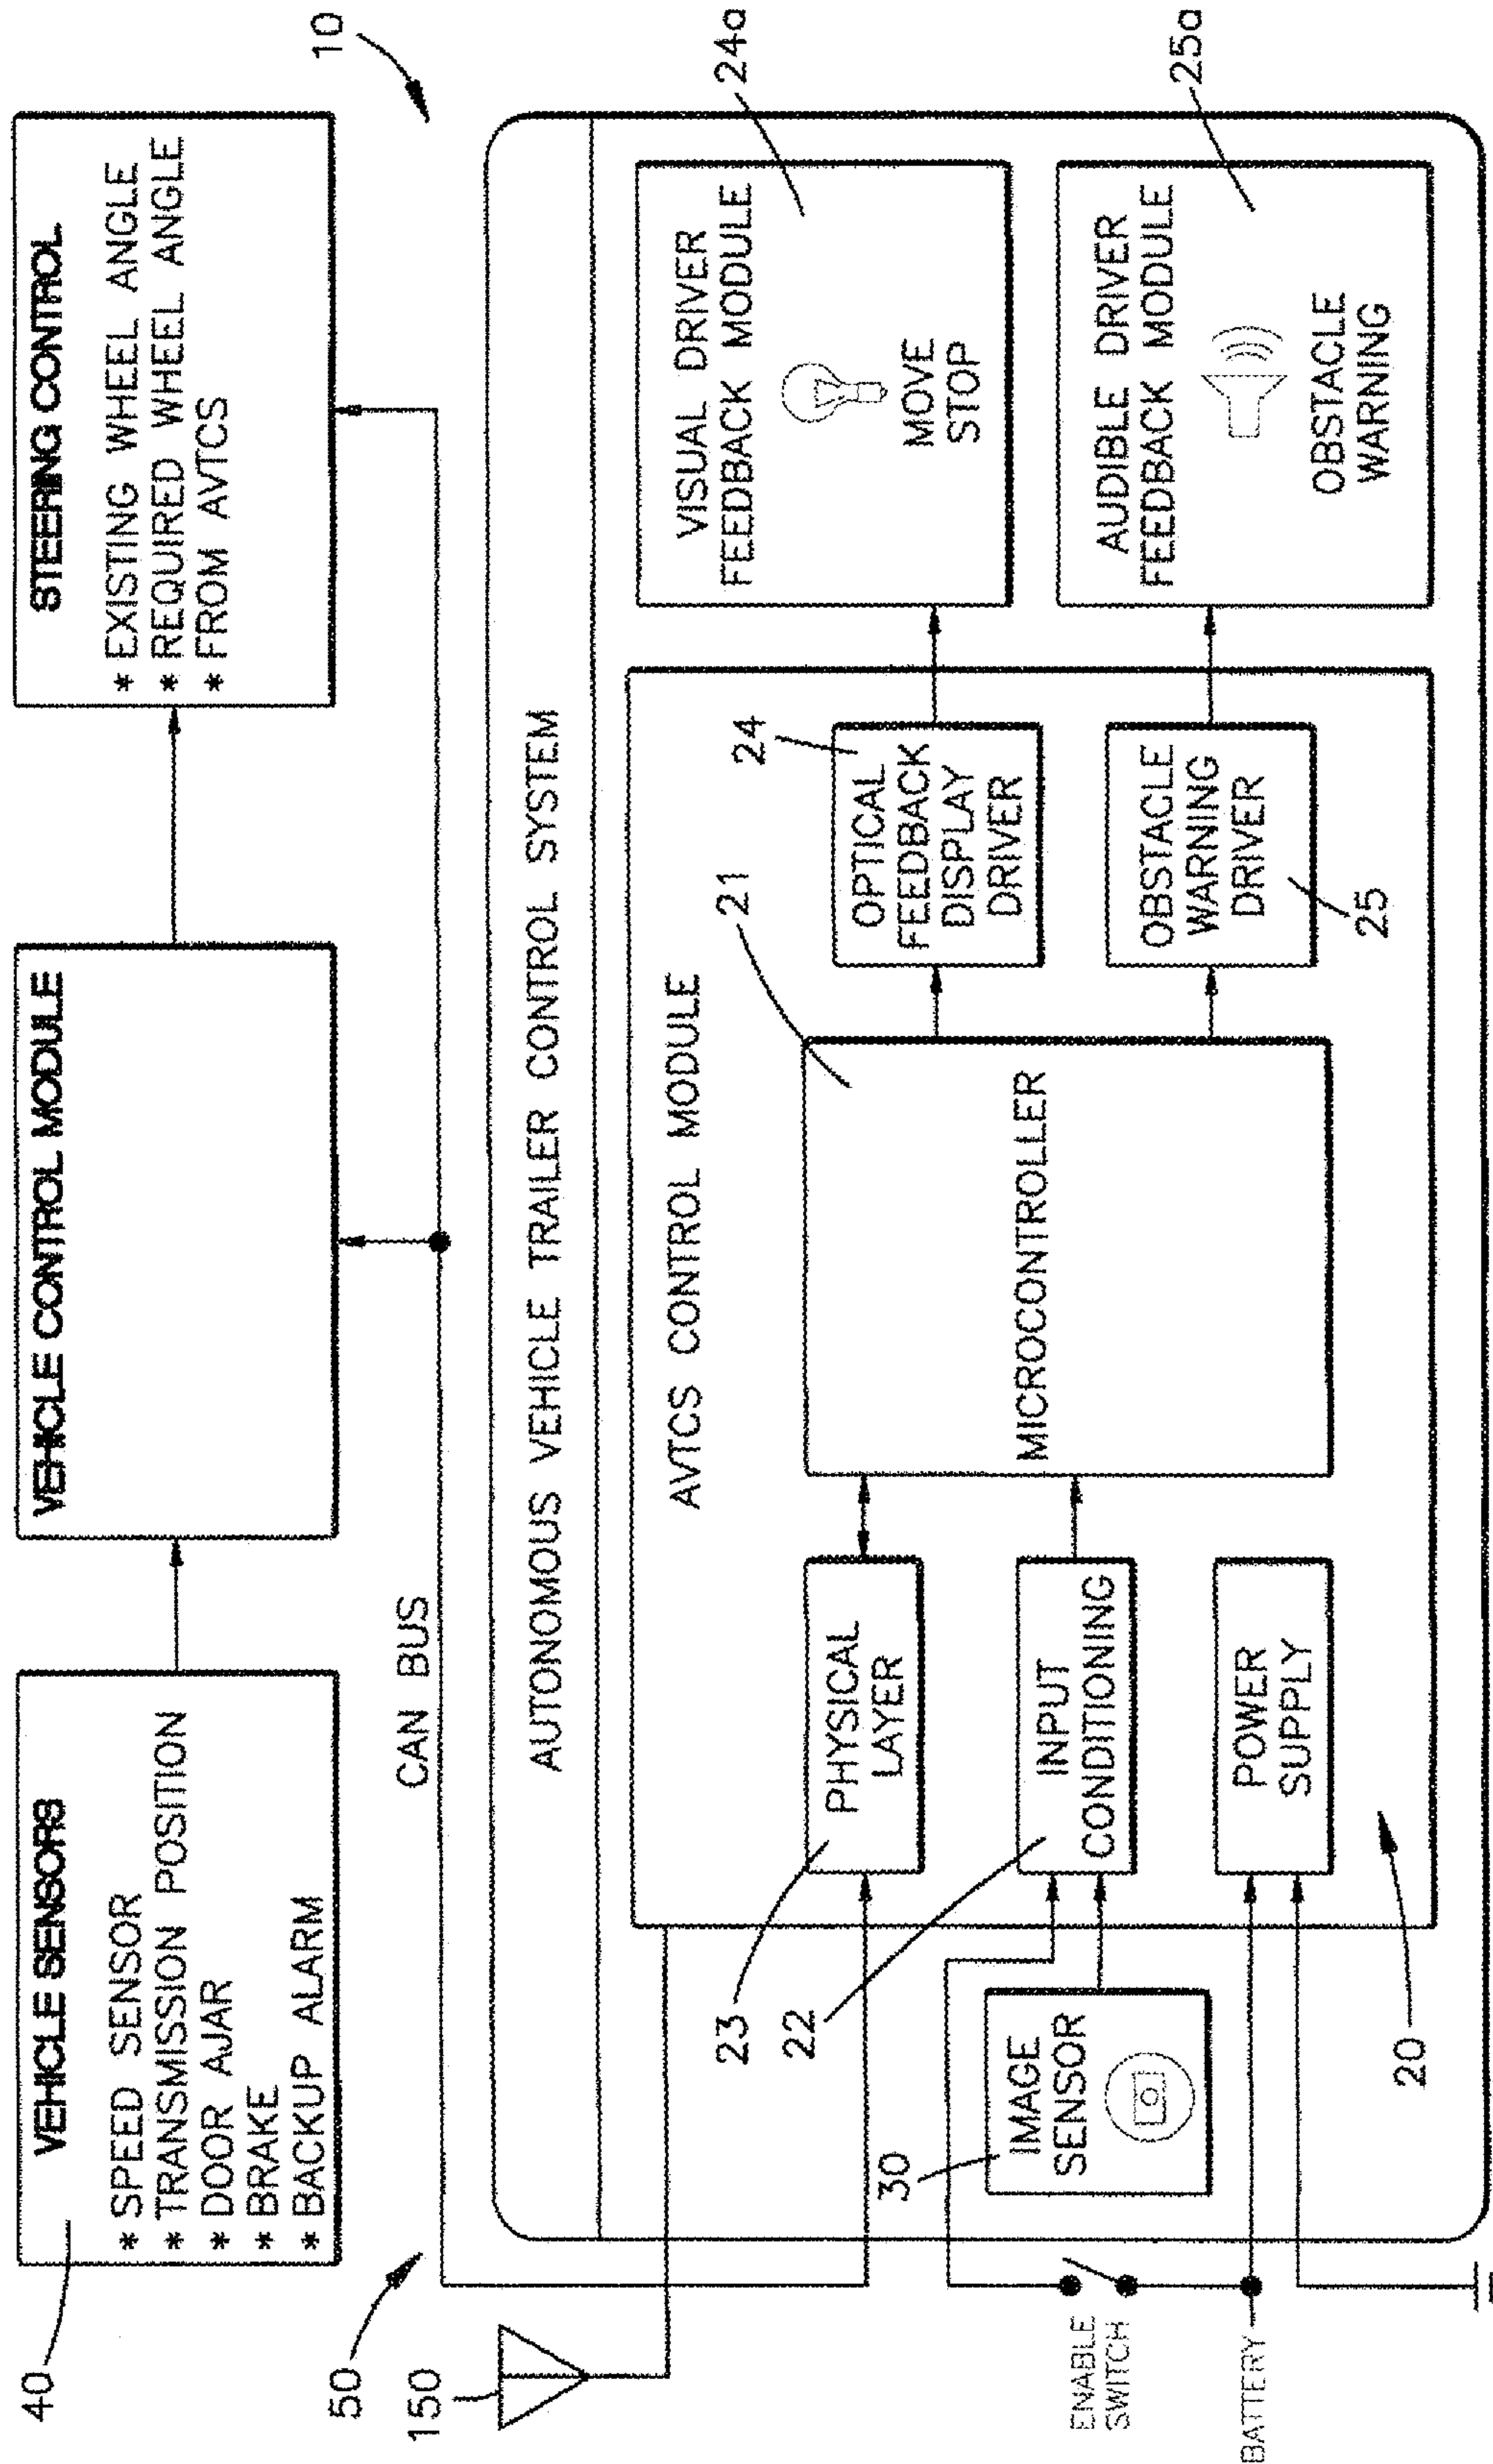 40
VEHICLE SENSORS
* SPEED SENSOR
* TRANSMISSION POSITION
* DOOR AJAR
* BRAKE
* BACKUP ALARM
VEHICLE CONTROL MODULE
STEERING CONTROL
* EXISTING WHEEL ANGLE
* REQUIRED WHEEL ANGLE
* FROM AVTCS
50
CAN BUS
10
150
AUTONOMOUS VEHICLE TRAILER CONTROL SYSTEM
AVTCS CONTROL MODULE
23
PHYSICAL
LAYER
22
INPUT
CONDITIONING
POWER
SUPPLY
20
30
IMAGE
SENSOR
ENABLE
SWITCH
BATTERY
21
MICROCONTROLLER
24
OPTICAL
FEEDBACK
DISPLAY
DRIVER
OBSTACLE
WARNING
DRIVER
25
24a
VISUAL DRIVER
FEEDBACK MODULE
MOVE
STOP
25a
AUDIBLE DRIVER
FEEDBACK MODULE
OBSTACLE
WARNING